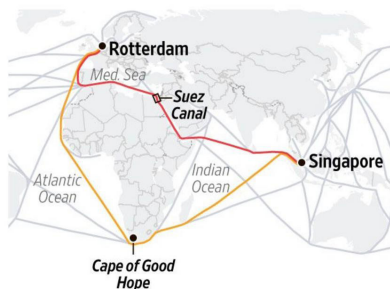 Rotterdam
Med. Sea
Suez
Canal
Singapore
Indian
Ocean
Atlantic
Ocean
Cape of Good
Hope